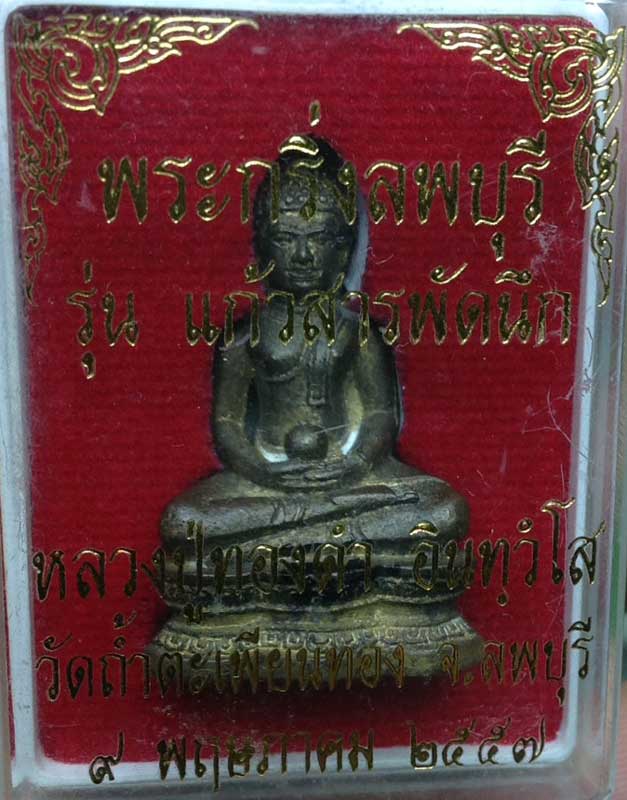 พระกริ่งลพบุรี
รุ่น แก้วสารพัดนึก
หลวงปู่ทองดำ อินฺทวํโส
วัดถ้ำตะเพียนทอง จ.ลพบุรี
๙ พฤษภาคม ๒๕๕๗